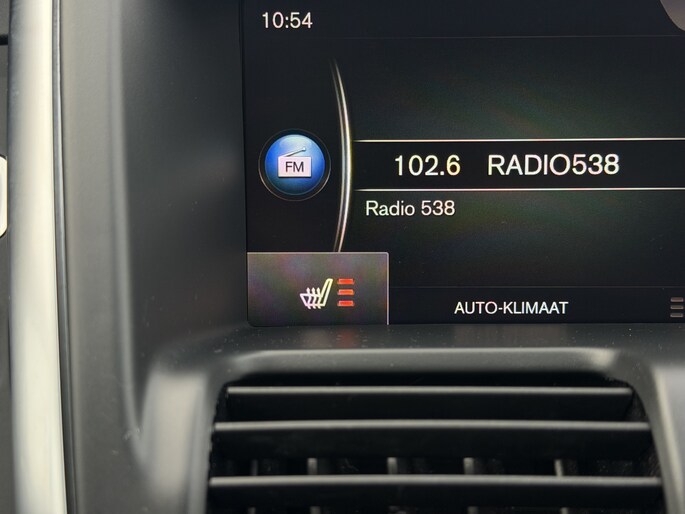 10:54
FM
102.6 RADIO538
Radio 538
AUTO-KLIMAAT